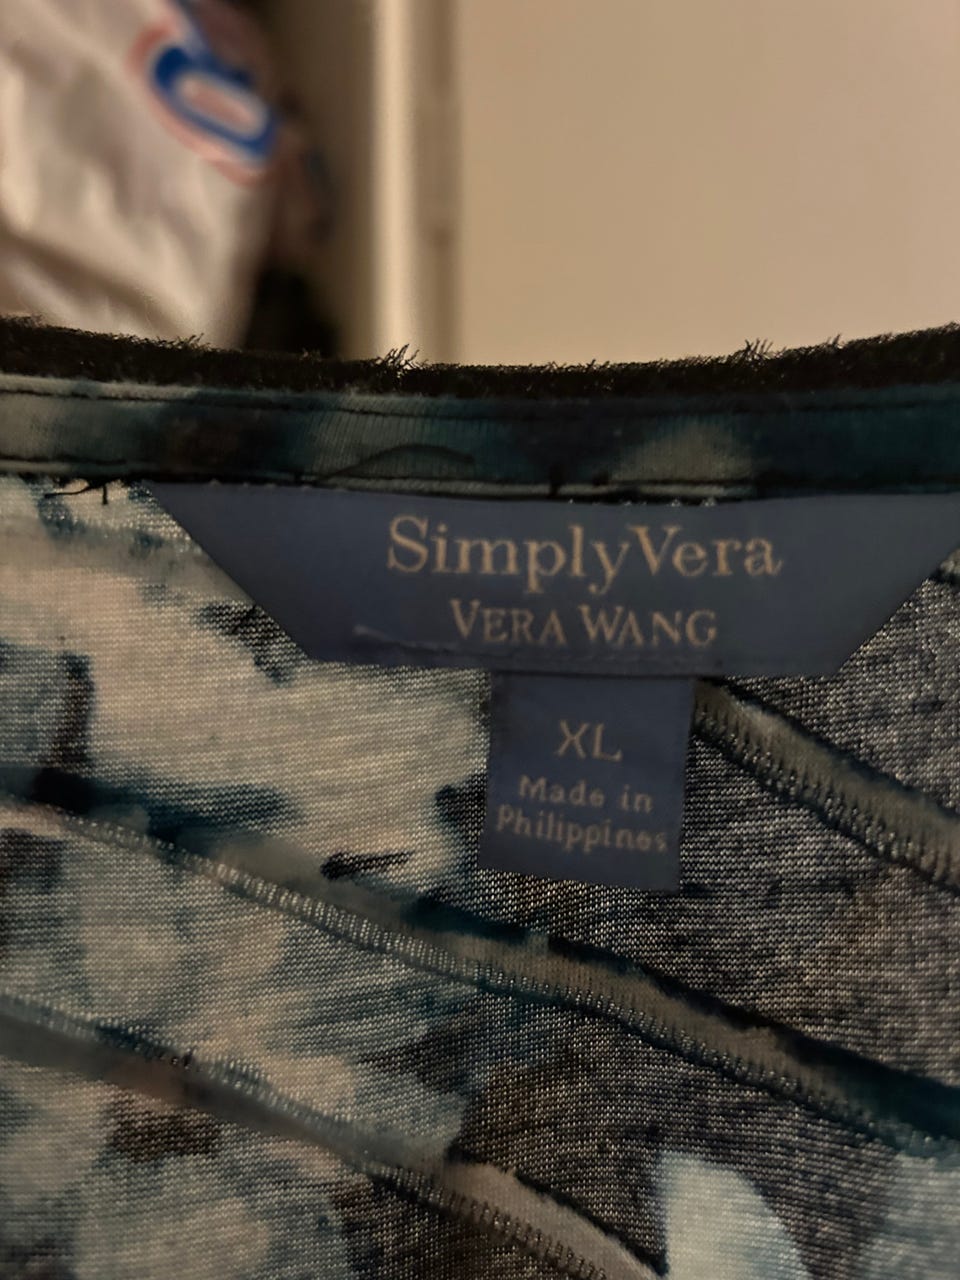 SimplyVera
VERA WANG
XL
Made in
Philippines